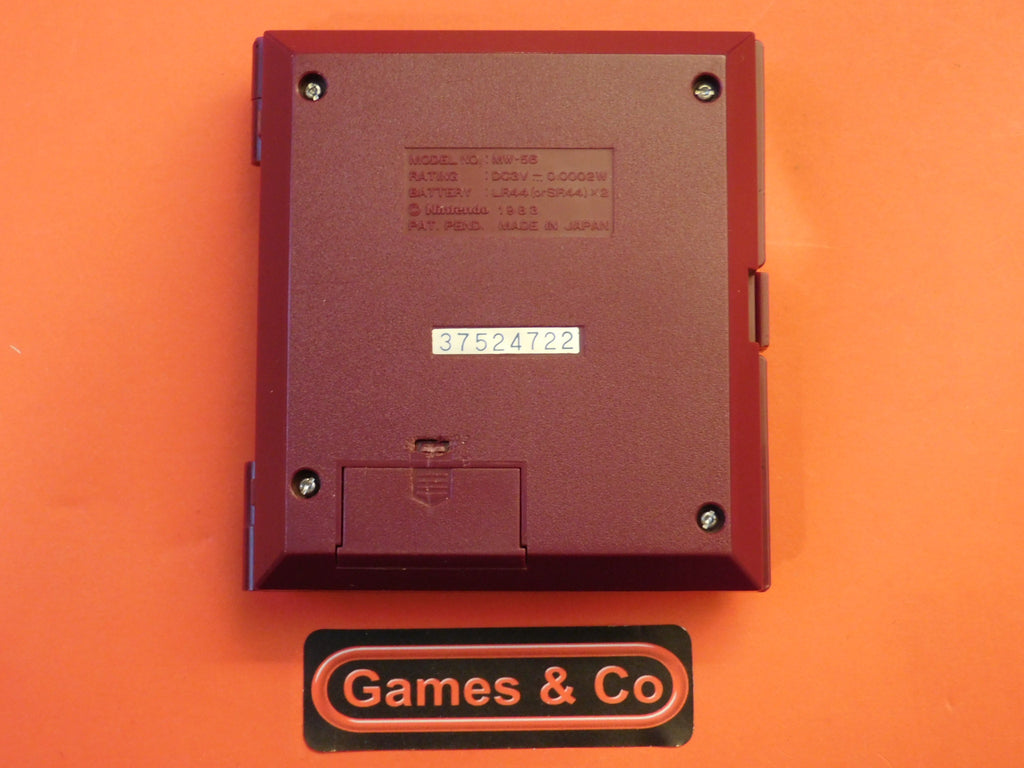 MODEL NO. : MW-56
RATING : DC3V ⎓ 0.0002W
BATTERY : LR44 (or SR44) × 2
© Nintendo 1983
PAT. PEND. MADE IN JAPAN
37524722
Games & Co